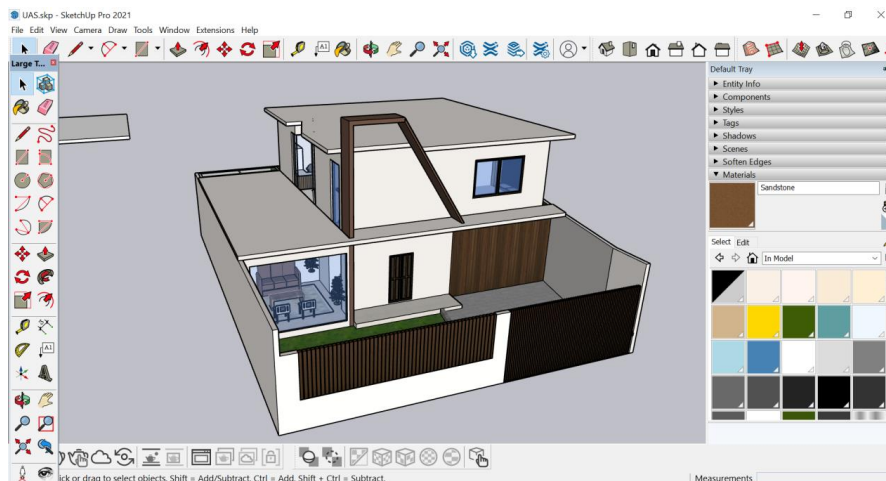 UAS.skp - SketchUp Pro 2021
File Edit View Camera Draw Tools Window Extensions Help
Large T...
Default Tray
Entity Info
Components
Styles
Tags
Shadows
Scenes
Soften Edges
Materials
Sandstone
Select Edit
In Model
A1
A1
ick or drag to select objects. Shift = Add/Subtract. Ctrl = Add. Shift + Ctrl = Subtract.
Measurements